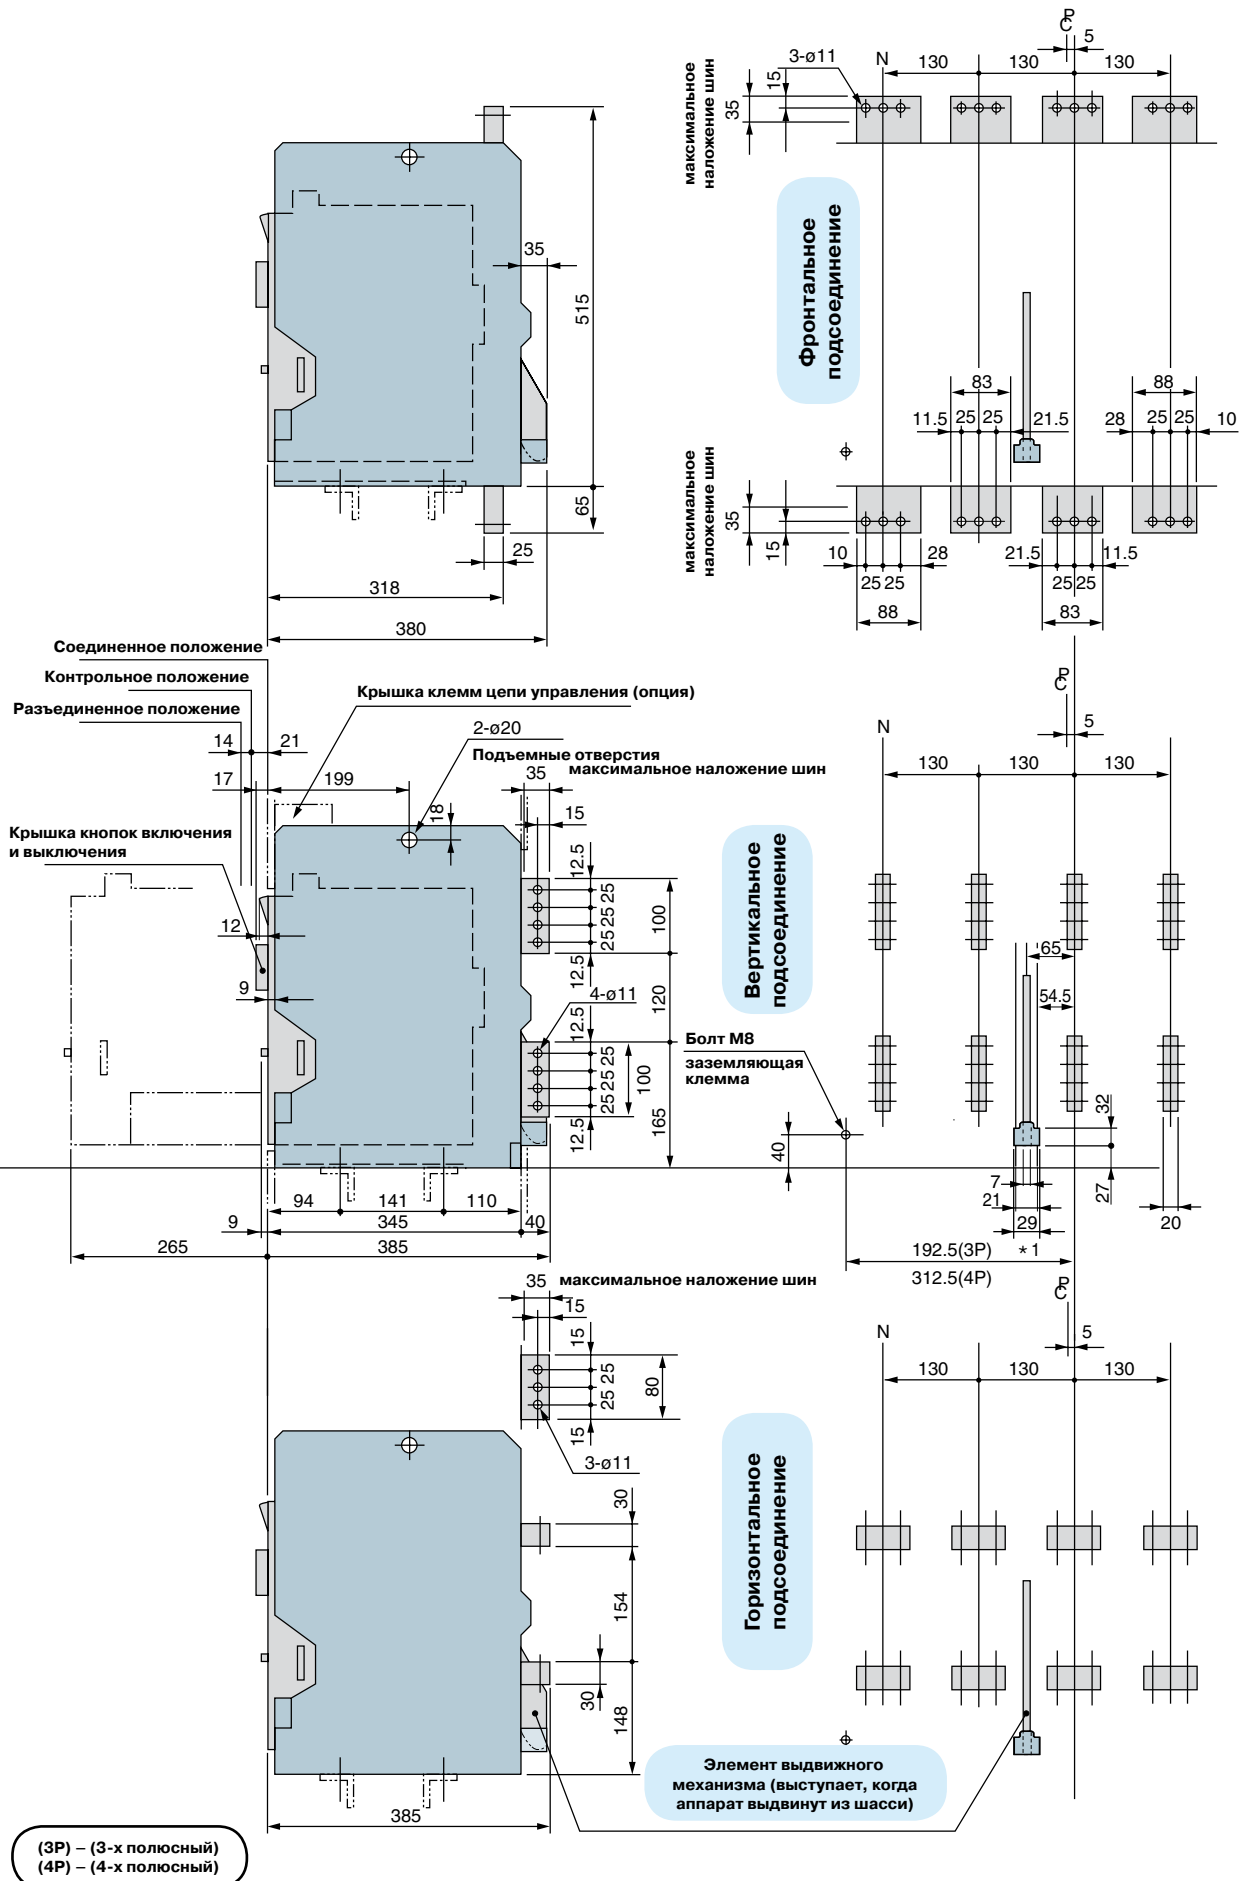 C P
5
N
130
130
130
3-ø11
15
35
максимальное
наложение шин
Фронтальное
подсоединение
35
515
83
88
11.5
25
25
21.5
28
25
25
10
максимальное
наложение шин
35
15
65
25
10
28
21.5
11.5
25
25
25
25
318
88
83
380
Соединенное положение
Контрольное положение
Разъединенное положение
Крышка клемм цепи управления (опция)
C P
5
N
14
21
2-ø20
Подъемные отверстия
максимальное наложение шин
17
199
35
130
130
130
18
15
Крышка кнопок включения
и выключения
12.5
25
25
25
100
12.5
12
9
4-ø11
120
Вертикальное
подсоединение
65
54.5
12.5
25
25
25
100
12.5
165
Болт М8
заземляющая
клемма
40
32
27
7
21
29
20
94
141
110
9
345
40
265
385
192.5(3P)
*1
312.5(4P)
35
максимальное наложение шин
15
C P
5
N
130
130
130
15
25
25
15
80
3-ø11
30
154
30
148
Горизонтальное
подсоединение
Элемент выдвижного
механизма (выступает, когда
аппарат выдвинут из шасси)
385
(3P) – (3-х полюсный)
(4P) – (4-х полюсный)